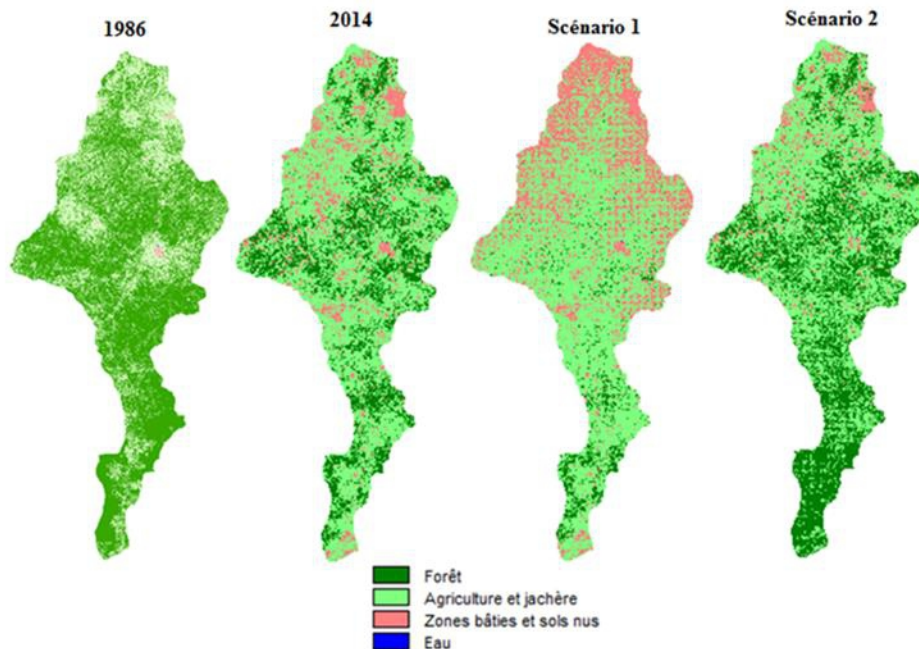 1986
2014
Scénario 1
Scénario 2
Forêt
Agriculture et jachère
Zones bâties et sols nus
Eau